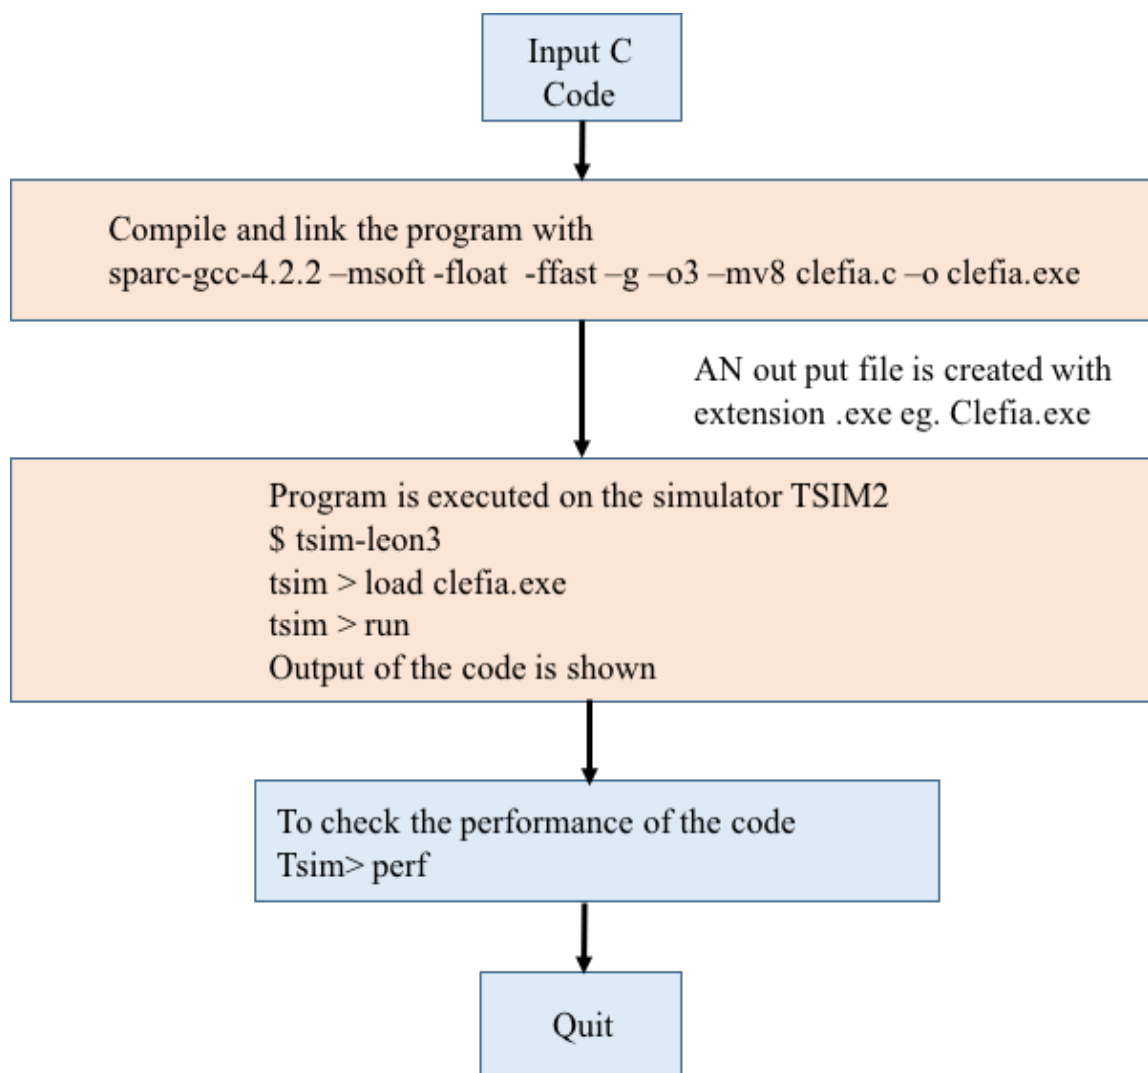 Input C
Code
Compile and link the program with
sparc-gcc-4.2.2 –msoft -float  -ffast –g –o3 –mv8 clefia.c –o clefia.exe
AN out put file is created with
extension .exe eg. Clefia.exe
Program is executed on the simulator TSIM2
$ tsim-leon3
tsim > load clefia.exe
tsim > run
Output of the code is shown
To check the performance of the code
Tsim> perf
Quit